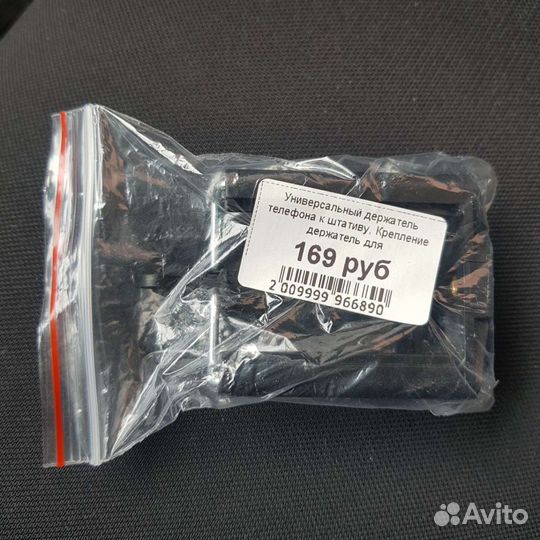 Универсальный держатель
телефона к штативу. Крепление
держатель для
169 руб
2 009999 966890
Avito